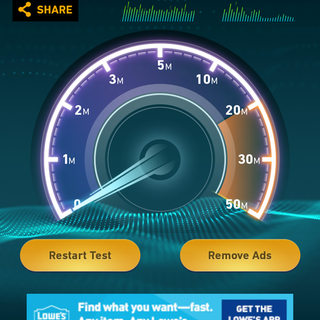 SHARE
5M
3M
10M
2M
20M
1M
30M
0
50M
Restart Test
Remove Ads
Find what you want—fast.
GET THE
LOWE'S
Any item. Any Lowe's.
LOWE'S APP